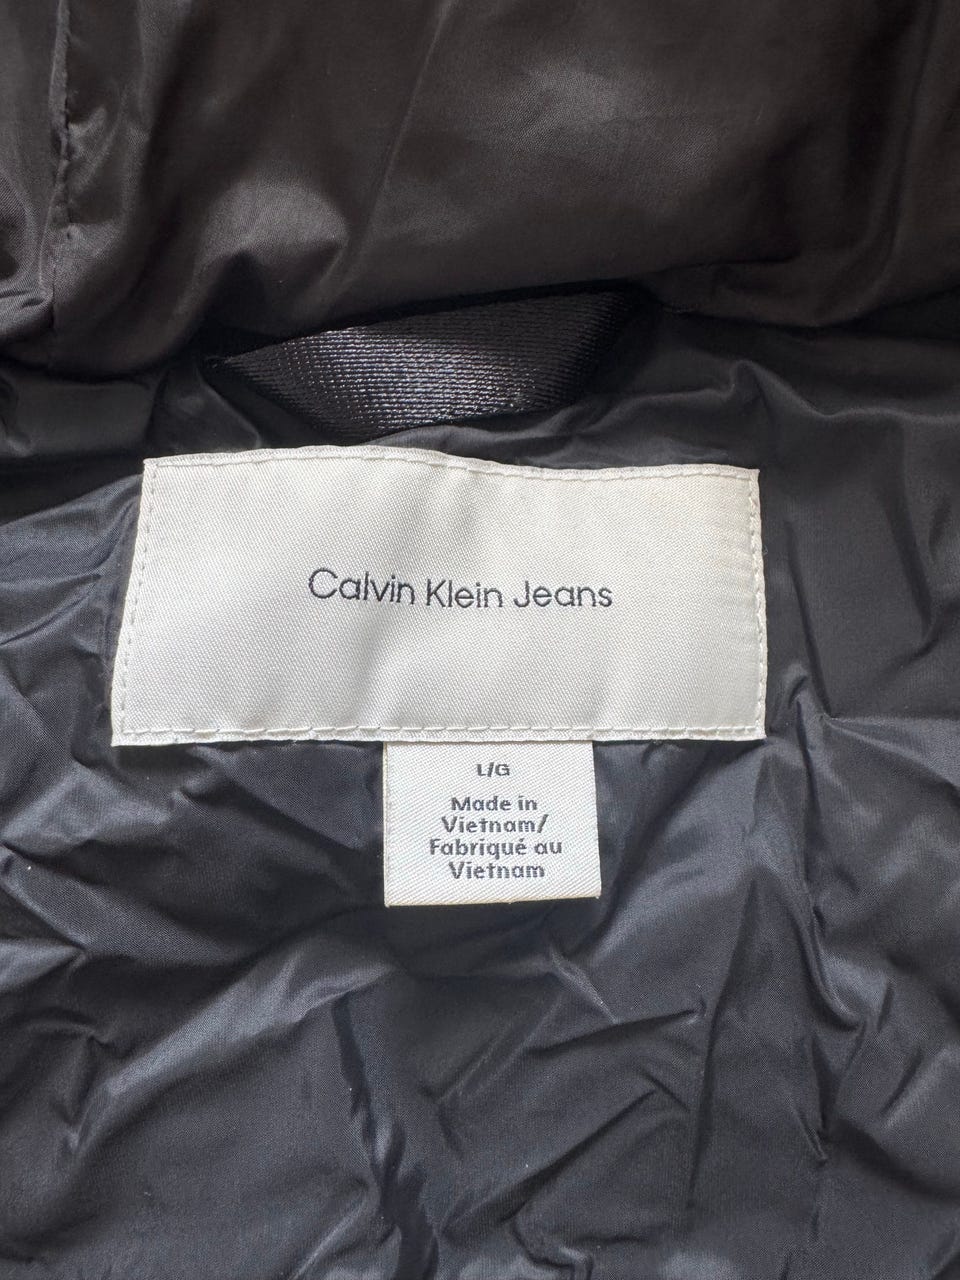 Calvin Klein Jeans
L/G
Made in
Vietnam/
Fabriqué au
Vietnam